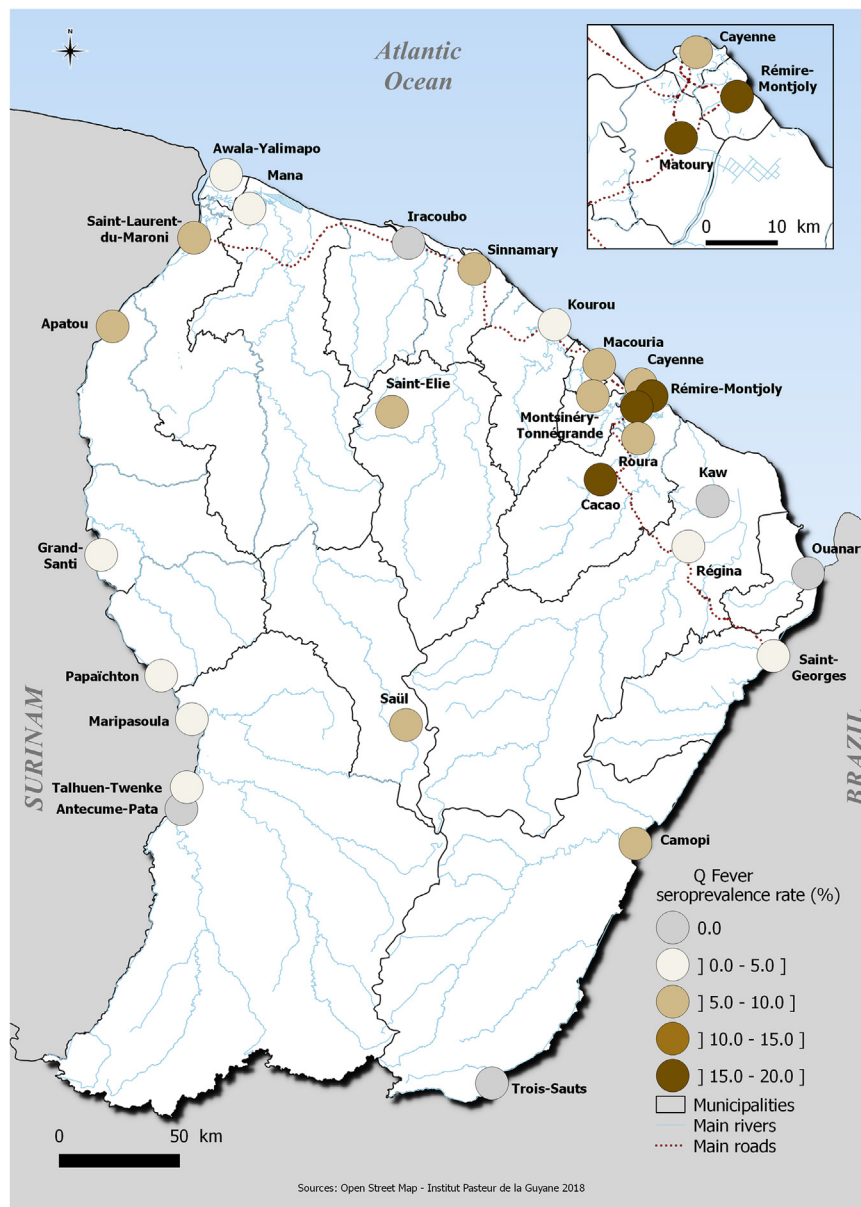 N
Atlantic
Ocean
Cayenne
Rémire-
Montjoly
Matoury
0 10 km
Awala-Yalimapo
Mana
Saint-Laurent-
du-Maroni
Iracoubo
Sinnamary
Apatou
Kourou
Macouria
Cayenne
Saint-Elie
Rémire-Montjoly
Montsinéry-
Tonnégrande
Roura
Kaw
Cacao
Grand-
Santi
Ouanary
Régina
Papaïchton
Saint-
Georges
Maripasoula
Saül
SURINAM
BRAZIL
Talhuen-Twenke
Antecume-Pata
Camopi
Q Fever
seroprevalence rate (%)
0.0
] 0.0 - 5.0 ]
] 5.0 - 10.0 ]
] 10.0 - 15.0 ]
] 15.0 - 20.0 ]
Trois-Sauts
Municipalities
Main rivers
Main roads
0 50 km
Sources: Open Street Map - Institut Pasteur de la Guyane 2018